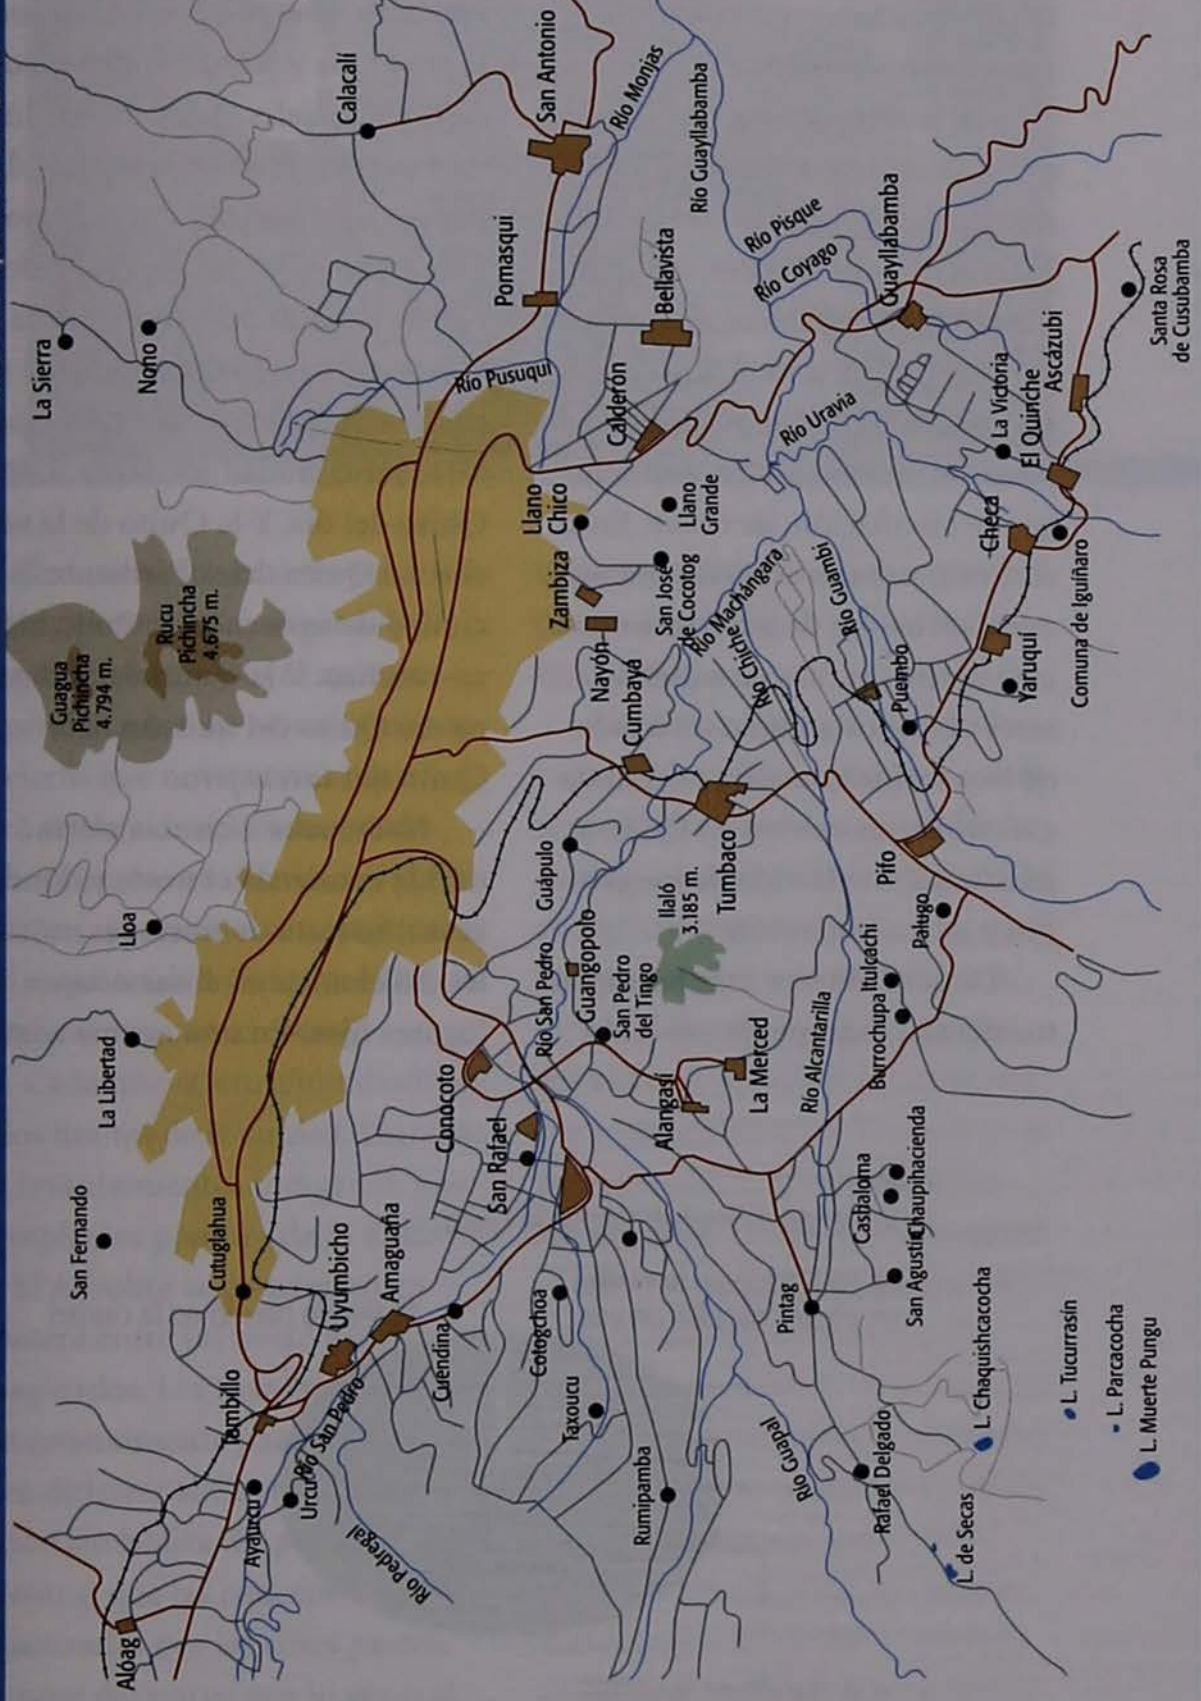 La Sierra
Nono
Calacalí
San Antonio
Río Monjas
Río Guayllabamba
Pomasqui
Bellavista
Río Pisque
Río Coyago
Guayllabamba
Santa Rosa
de Cusubamba
Guagua
Pichincha
4.794 m.
Rucu
Pichincha
4.675 m.
Río Pusuquí
Calderón
Río Uravia
La Victoria
El Quinche
Ascázubi
Llano
Chico
Llano
Grande
Zambiza
San José
de Cocotog
Nayón
Cumbaya
Río Machángara
Río Chiche
Río Guambi
Puembo
Checa
Yaruquí
Comuna de Iguiñaro
Lloa
La Libertad
San Fernando
Guápulo
Tumbaco
Ilaló
3.185 m.
Pifo
Palugo
Río San Pedro
Guangopolo
San Pedro
del Tingo
Itulcachi
Burrochupa
Conocoto
San Rafael
Alangasí
La Merced
Río Alcantarilla
Cutuglahua
Uyumbicho
Amaguaña
Cuendina
Cotogchoa
Pintag
Cashaloma
Chaupihacienda
San Agustín
Tambillo
Río San Pedro
Urcu
Ayaurcu
Alóag
Río Pedregal
Taxoucu
Rumipamba
Río Guapal
Rafael Delgado
L. de Secas
L. Chaquishcacocha
L. Tucurrasín
L. Parcacocha
L. Muerte Pungu